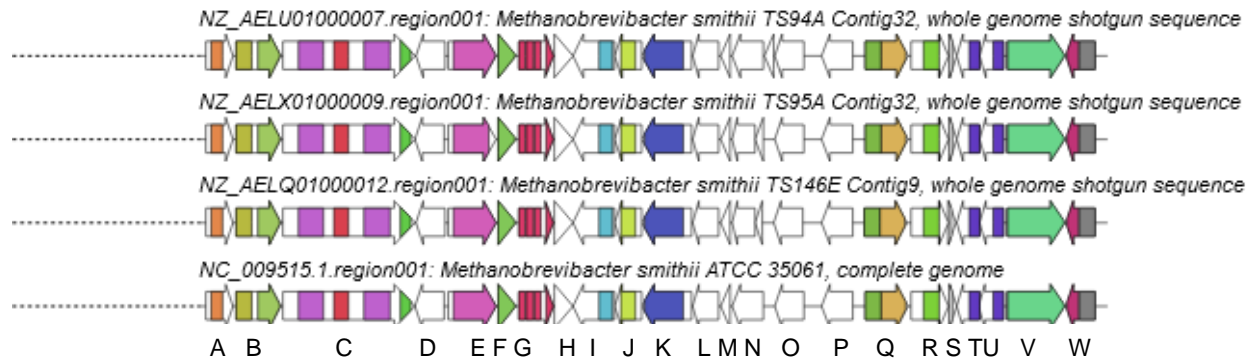 NZ_AELU01000007.region001: Methanobrevibacter smithii TS94A Contig32, whole genome shotgun sequence
NZ_AELX01000009.region001: Methanobrevibacter smithii TS95A Contig32, whole genome shotgun sequence
NZ_AELQ01000012.region001: Methanobrevibacter smithii TS146E Contig9, whole genome shotgun sequence
NC_009515.1.region001: Methanobrevibacter smithii ATCC 35061, complete genome
A B C D E F G H I J K L M N O P Q R S T U V W